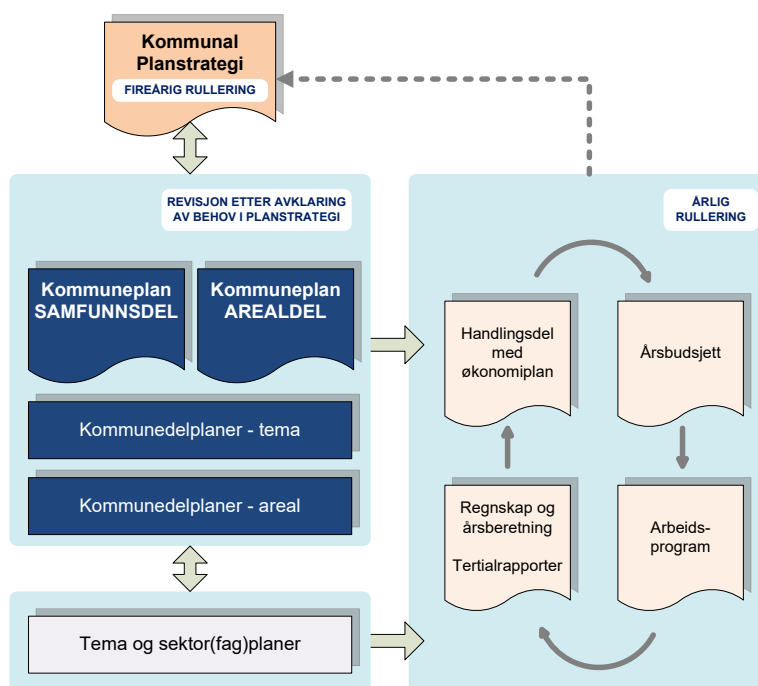 Kommunal
Planstrategi
FIREÅRIG RULLERING
REVISJON ETTER AVKLARING
AV BEHOV I PLANSTRATEGI
Kommuneplan
SAMFUNNSDEL
Kommuneplan
AREALDEL
Kommunedelplaner - tema
Kommunedelplaner - areal
Tema og sektor(fag)planer
ÅRLIG
RULLERING
Handlingsdel
med
økonomiplan
Årsbudsjett
Regnskap og
årsberetning
Tertialrapporter
Arbeids-
program